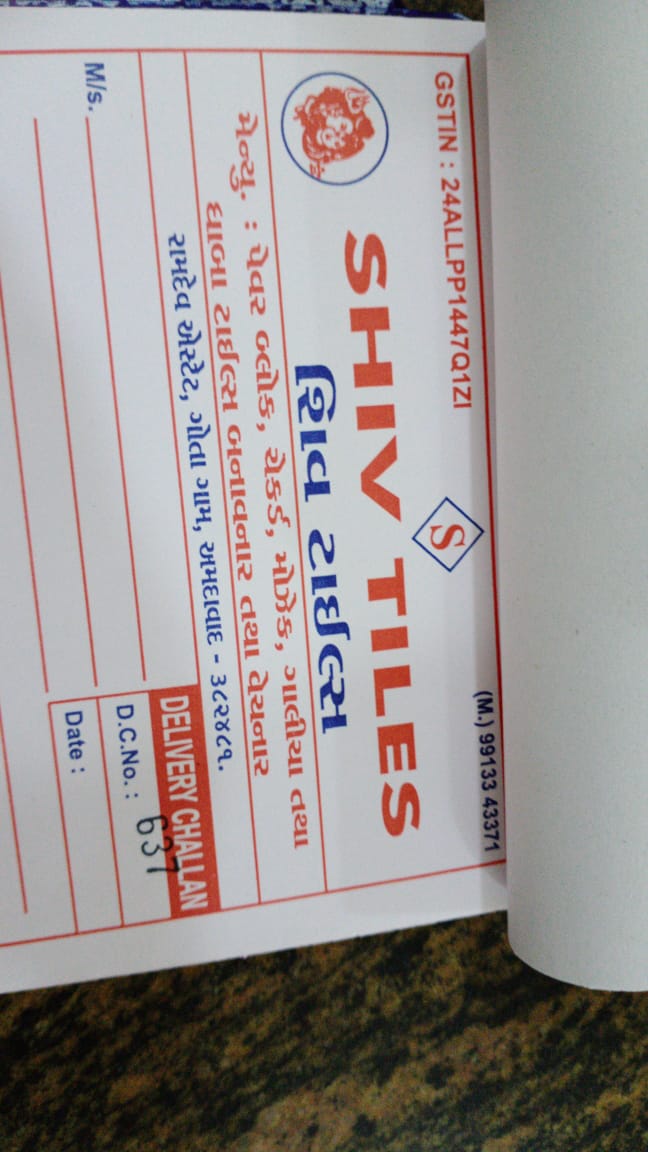 GSTIN : 24ALLPP1447Q1ZI
(M.) 99133 43371
S
SHIV TILES
શિવ ટાઈલ્સ
મેન્યુ. : પેવર બ્લોક, ચેકર્ડ, મોઝેક, ગાલીચા તથા
ધાબા ટાઈલ્સ બનાવનાર તથા વેચનાર
રામદેવ એસ્ટેટ, ગોતા ગામ, અમદાવાદ - ૩૮૨૪૮૧.
DELIVERY CHALLAN
D.C.No. : 637
M/s.
Date :